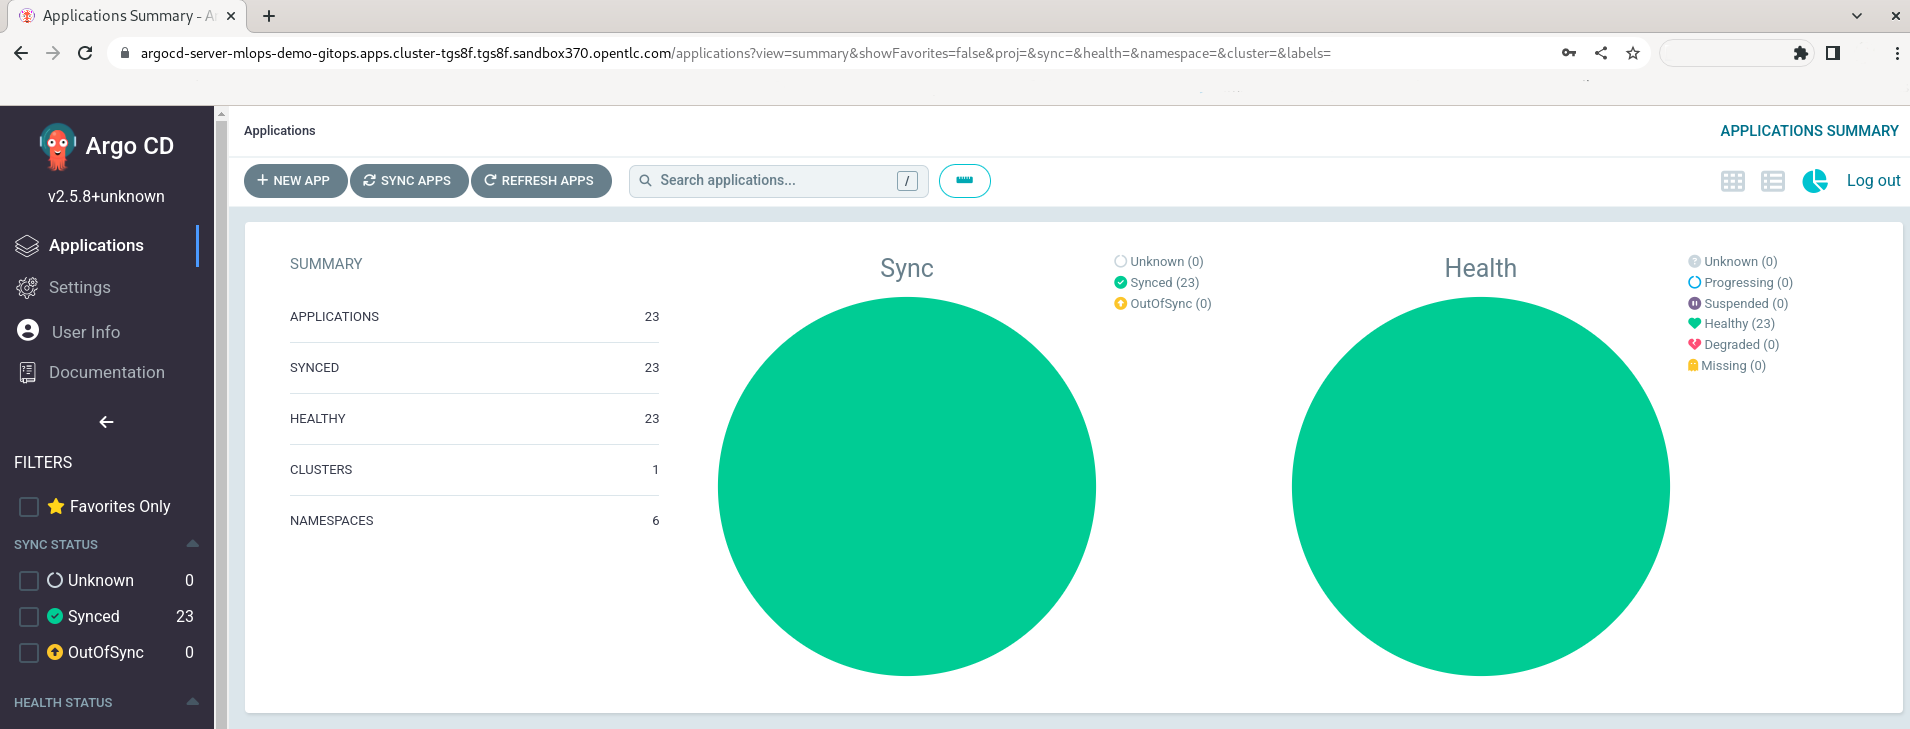 Applications Summary - A
argocd-server-mlops-demo-gitops.apps.cluster-tgs8f.tgs8f.sandbox370.opentlc.com/applications?view=summary&showFavorites=false&proj=&sync=&health=&namespace=&cluster=&labels=
Argo CD
v2.5.8+unknown
Applications
Settings
User Info
Documentation
FILTERS
Favorites Only
SYNC STATUS
Unknown 0
Synced 23
OutOfSync 0
HEALTH STATUS
Applications
APPLICATIONS SUMMARY
NEW APP
SYNC APPS
REFRESH APPS
Search applications...
/
Log out
SUMMARY
APPLICATIONS 23
SYNCED 23
HEALTHY 23
CLUSTERS 1
NAMESPACES 6
Sync
Unknown (0)
Synced (23)
OutOfSync (0)
Health
Unknown (0)
Progressing (0)
Suspended (0)
Healthy (23)
Degraded (0)
Missing (0)